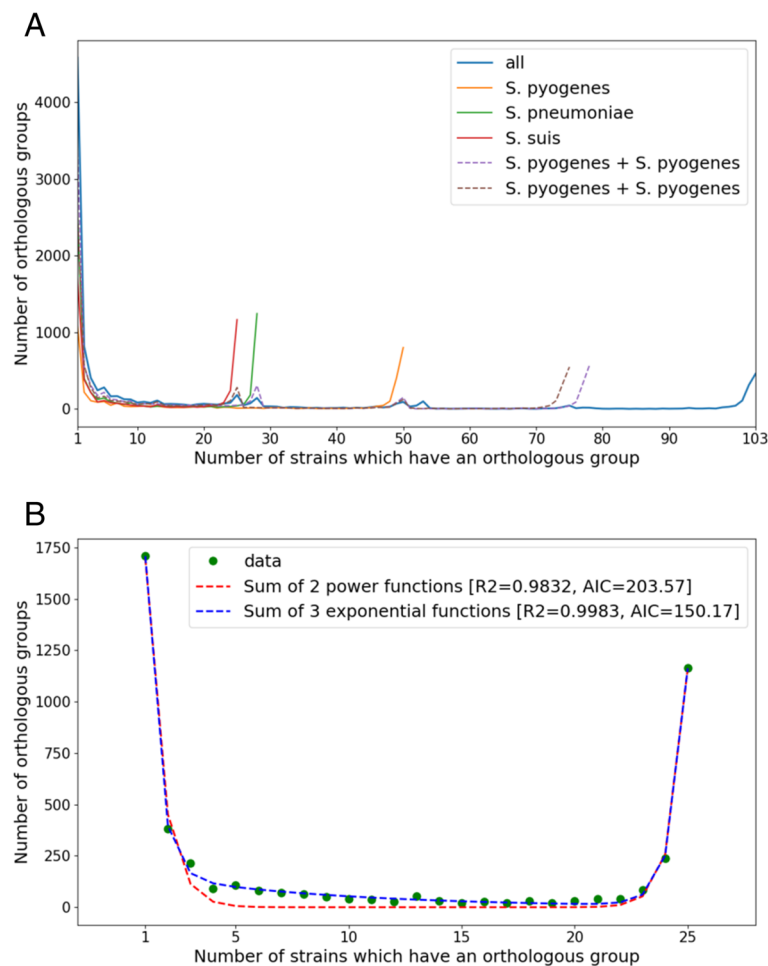 A
Number of orthologous groups
4000
3000
2000
1000
0
all
S. pyogenes
S. pneumoniae
S. suis
S. pyogenes + S. pyogenes
S. pyogenes + S. pyogenes
1 10 20 30 40 50 60 70 80 90 103
Number of strains which have an orthologous group
B
Number of orthologous groups
1750
1500
1250
1000
750
500
250
0
data
Sum of 2 power functions [R2=0.9832, AIC=203.57]
Sum of 3 exponential functions [R2=0.9983, AIC=150.17]
1 5 10 15 20 25
Number of strains which have an orthologous group